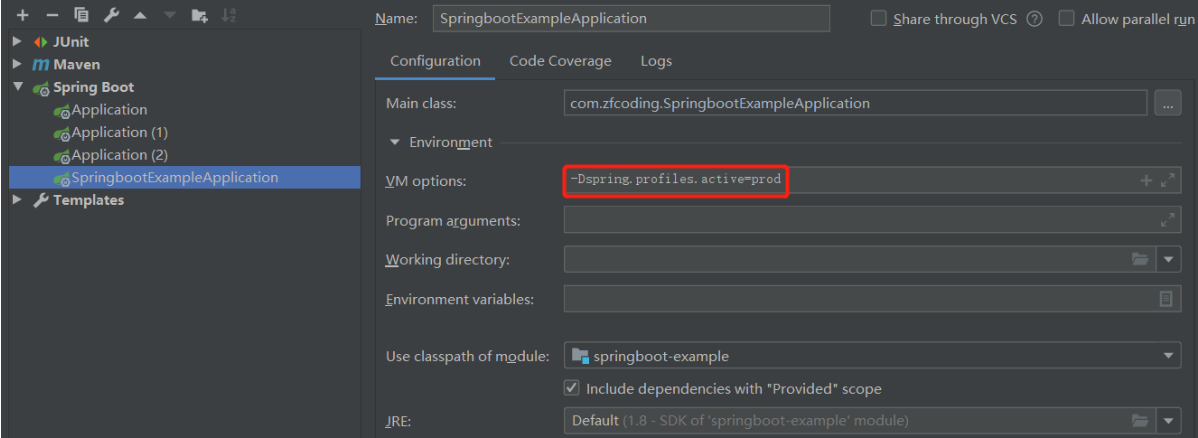 Name: SpringbootExampleApplication Share through VCS Allow parallel run
JUnit
Maven
Spring Boot
Application
Application (1)
Application (2)
SpringbootExampleApplication
Templates
Configuration Code Coverage Logs
Main class: com.zfcoding.SpringbootExampleApplication ...
Environment
VM options: -Dspring.profiles.active=prod
Program arguments:
Working directory:
Environment variables:
Use classpath of module: springboot-example
Include dependencies with "Provided" scope
JRE: Default (1.8 - SDK of 'springboot-example' module)